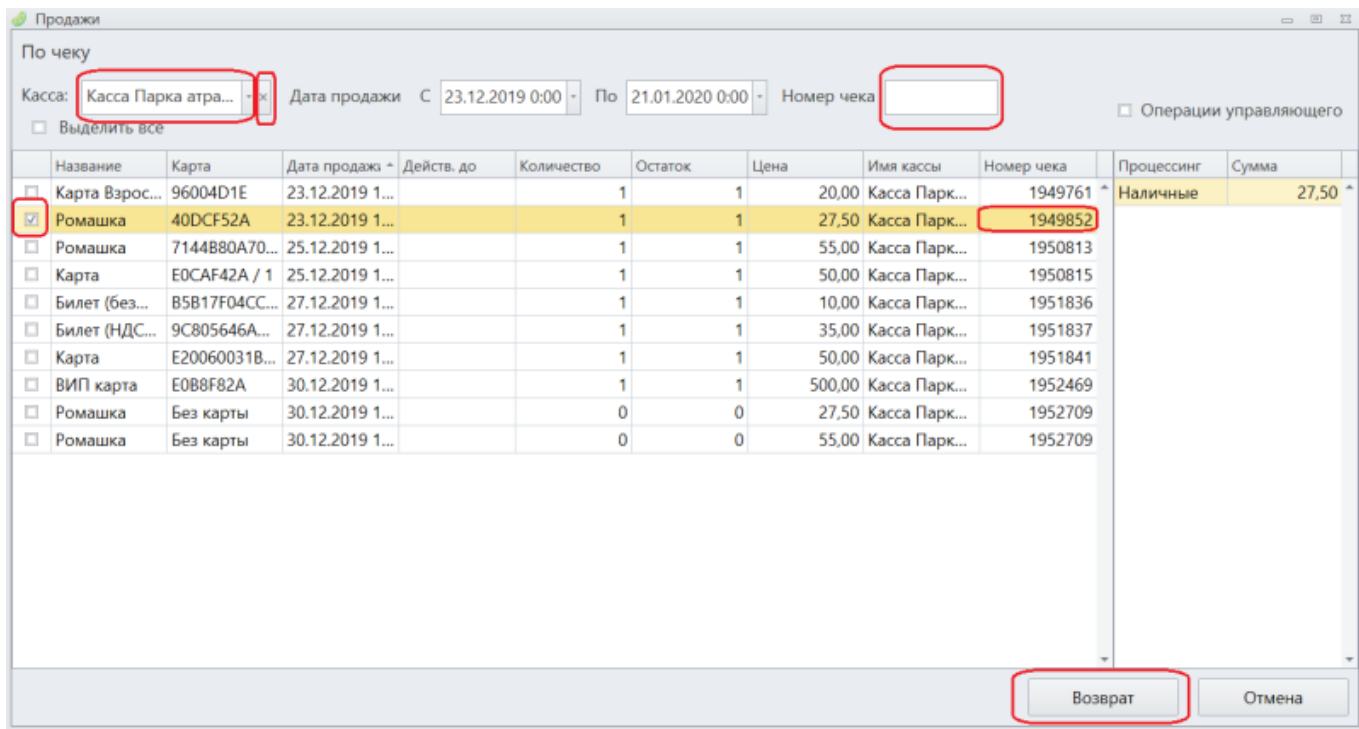 Продажи
По чеку
Касса: Касса Парка атра... Дата продажи С 23.12.2019 0:00 По 21.01.2020 0:00 Номер чека Операции управляющего
Выделить все
Название Карта Дата продажи Действ. до Количество Остаток Цена Имя кассы Номер чека Процессинг Сумма
Карта Взрос... 96004D1E 23.12.2019 1... 1 1 20,00 Касса Парк... 1949761 Наличные 27,50
Ромашка 40DCF52A 23.12.2019 1... 1 1 27,50 Касса Парк... 1949852
Ромашка 7144B80A70... 25.12.2019 1... 1 1 55,00 Касса Парк... 1950813
Карта E0CAF42A / 1 25.12.2019 1... 1 1 50,00 Касса Парк... 1950815
Билет (без... B5B17F04CC... 27.12.2019 1... 1 1 10,00 Касса Парк... 1951836
Билет (НДС... 9C805646A... 27.12.2019 1... 1 1 35,00 Касса Парк... 1951837
Карта E20060031B... 27.12.2019 1... 1 1 50,00 Касса Парк... 1951841
ВИП карта E0B8F82A 30.12.2019 1... 1 1 500,00 Касса Парк... 1952469
Ромашка Без карты 30.12.2019 1... 0 0 27,50 Касса Парк... 1952709
Ромашка Без карты 30.12.2019 1... 0 0 55,00 Касса Парк... 1952709
Возврат Отмена